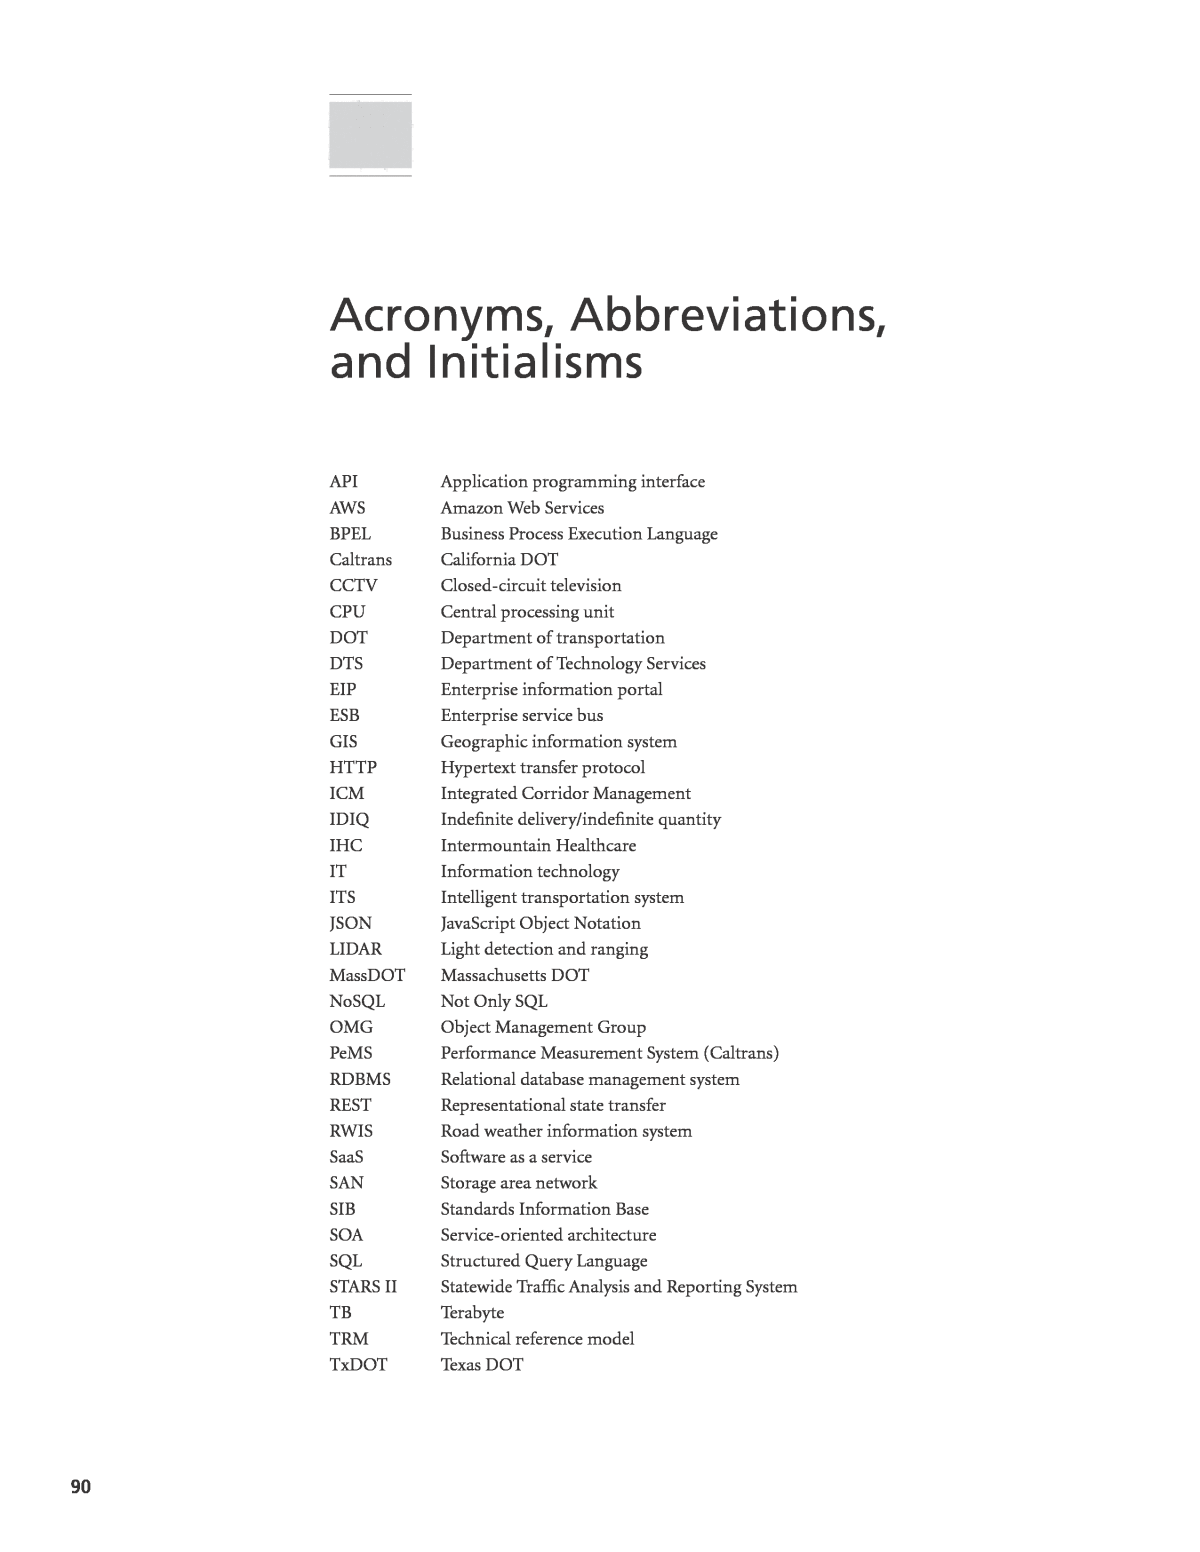 Acronyms, Abbreviations,
and Initialisms
API Application programming interface
AWS Amazon Web Services
BPEL Business Process Execution Language
Caltrans California DOT
CCTV Closed-circuit television
CPU Central processing unit
DOT Department of transportation
DTS Department of Technology Services
EIP Enterprise information portal
ESB Enterprise service bus
GIS Geographic information system
HTTP Hypertext transfer protocol
ICM Integrated Corridor Management
IDIQ Indefinite delivery/indefinite quantity
IHC Intermountain Healthcare
IT Information technology
ITS Intelligent transportation system
JSON JavaScript Object Notation
LIDAR Light detection and ranging
MassDOT Massachusetts DOT
NoSQL Not Only SQL
OMG Object Management Group
PeMS Performance Measurement System (Caltrans)
RDBMS Relational database management system
REST Representational state transfer
RWIS Road weather information system
SaaS Software as a service
SAN Storage area network
SIB Standards Information Base
SOA Service-oriented architecture
SQL Structured Query Language
STARS II Statewide Traffic Analysis and Reporting System
TB Terabyte
TRM Technical reference model
TxDOT Texas DOT
90